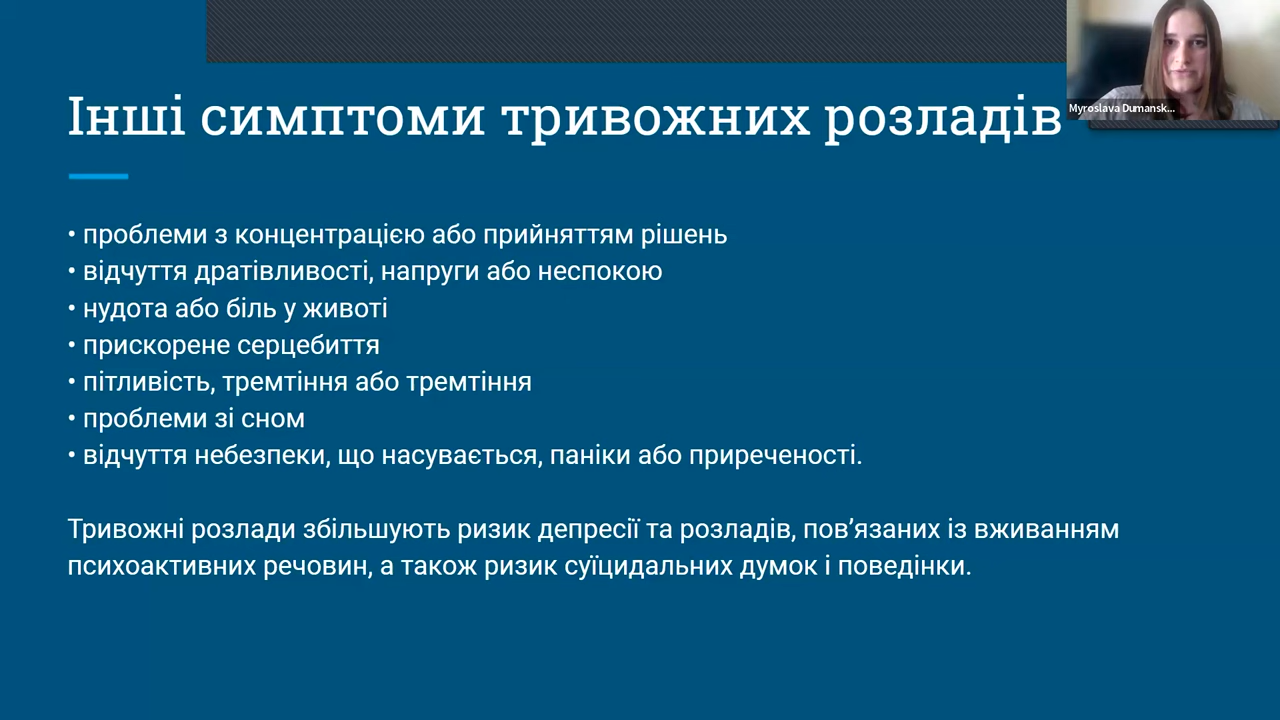 Інші симптоми тривожних розладів
Myroslava Dumansk...
• проблеми з концентрацією або прийняттям рішень
• відчуття дратівливості, напруги або неспокою
• нудота або біль у животі
• прискорене серцебиття
• пітливість, тремтіння або тремтіння
• проблеми зі сном
• відчуття небезпеки, що насувається, паніки або приреченості.
Тривожні розлади збільшують ризик депресії та розладів, пов’язаних із вживанням
психоактивних речовин, а також ризик суїцидальних думок і поведінки.